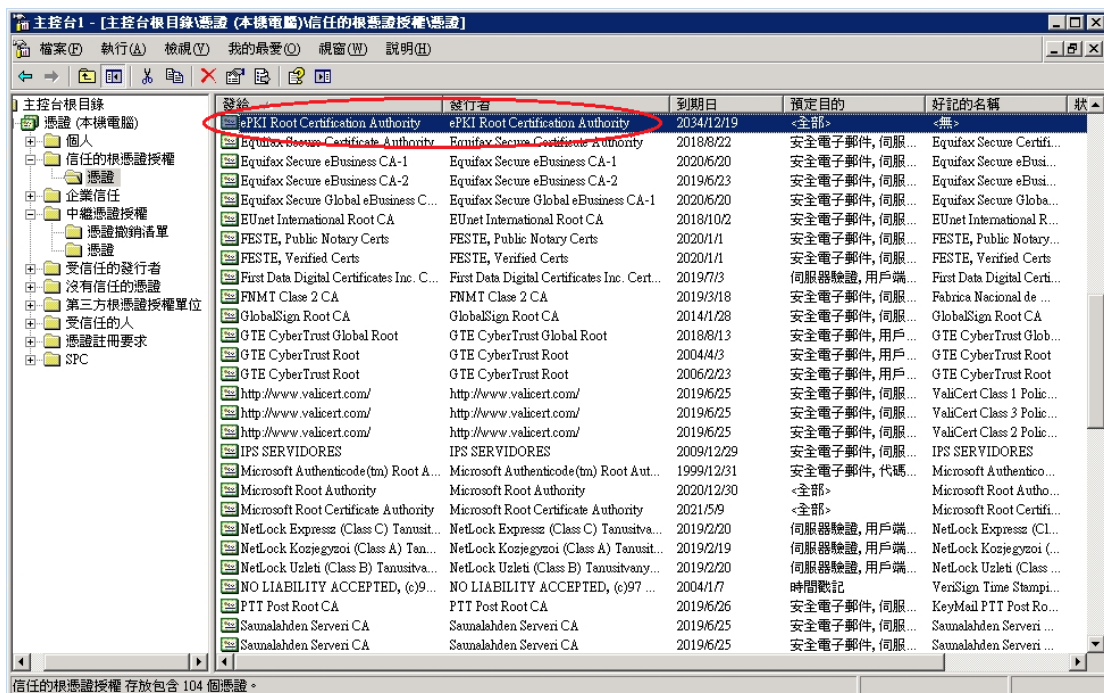 主控台1 - [主控台根目錄\憑證 (本機電腦)\信任的根憑證授權\憑證]
檔案(F) 執行(A) 檢視(V) 我的最愛(O) 視窗(W) 說明(H)
主控台根目錄
憑證 (本機電腦)
個人
信任的根憑證授權
憑證
企業信任
中繼憑證授權
憑證撤銷清單
憑證
受信任的發行者
沒有信任的憑證
第三方根憑證授權單位
受信任的人
憑證註冊要求
SPC
發給 發行者 到期日 預定目的 好記的名稱 狀
ePKI Root Certification Authority ePKI Root Certification Authority 2034/12/19 <全部> <無>
Equifax Secure Certificate Authority Equifax Secure Certificate Authority 2018/8/22 安全電子郵件, 伺服... Equifax Secure Certifi...
Equifax Secure eBusiness CA-1 Equifax Secure eBusiness CA-1 2020/6/20 安全電子郵件, 伺服... Equifax Secure eBusi...
Equifax Secure eBusiness CA-2 Equifax Secure eBusiness CA-2 2019/6/23 安全電子郵件, 伺服... Equifax Secure eBusi...
Equifax Secure Global eBusiness C... Equifax Secure Global eBusiness CA-1 2020/6/20 安全電子郵件, 伺服... Equifax Secure Globa...
EUnet International Root CA EUnet International Root CA 2018/10/2 安全電子郵件, 伺服... EUnet International R...
FESTE, Public Notary Certs FESTE, Public Notary Certs 2020/1/1 安全電子郵件, 伺服... FESTE, Public Notary...
FESTE, Verified Certs FESTE, Verified Certs 2020/1/1 安全電子郵件, 伺服... FESTE, Verified Certs
First Data Digital Certificates Inc. C... First Data Digital Certificates Inc. Cert... 2019/7/3 伺服器驗證, 用戶端... First Data Digital Certi...
FNMT Clase 2 CA FNMT Clase 2 CA 2019/3/18 安全電子郵件, 伺服... Fabrica Nacional de ...
GlobalSign Root CA GlobalSign Root CA 2014/1/28 安全電子郵件, 伺服... GlobalSign Root CA
GTE CyberTrust Global Root GTE CyberTrust Global Root 2018/8/13 安全電子郵件, 用戶... GTE CyberTrust Glob...
GTE CyberTrust Root GTE CyberTrust Root 2004/4/3 安全電子郵件, 用戶... GTE CyberTrust Root
GTE CyberTrust Root GTE CyberTrust Root 2006/2/23 安全電子郵件, 用戶... GTE CyberTrust Root
http://www.valicert.com/ http://www.valicert.com/ 2019/6/25 安全電子郵件, 伺服... ValiCert Class 1 Polic...
http://www.valicert.com/ http://www.valicert.com/ 2019/6/25 安全電子郵件, 伺服... ValiCert Class 3 Polic...
http://www.valicert.com/ http://www.valicert.com/ 2019/6/25 安全電子郵件, 伺服... ValiCert Class 2 Polic...
IPS SERVIDORES IPS SERVIDORES 2009/12/29 安全電子郵件, 伺服... IPS SERVIDORES
Microsoft Authenticode(tm) Root A... Microsoft Authenticode(tm) Root Aut... 1999/12/31 安全電子郵件, 代碼... Microsoft Authentico...
Microsoft Root Authority Microsoft Root Authority 2020/12/30 <全部> Microsoft Root Autho...
Microsoft Root Certificate Authority Microsoft Root Certificate Authority 2021/5/9 <全部> Microsoft Root Certifi...
NetLock Expressz (Class C) Tanusit... NetLock Expressz (Class C) Tanusitva... 2019/2/20 伺服器驗證, 用戶端... NetLock Expressz (Cl...
NetLock Kozjegyzoi (Class A) Tan... NetLock Kozjegyzoi (Class A) Tanusit... 2019/2/19 伺服器驗證, 用戶端... NetLock Kozjegyzoi (...
NetLock Uzleti (Class B) Tanusitvany... NetLock Uzleti (Class B) Tanusitvany... 2019/2/20 伺服器驗證, 用戶端... NetLock Uzleti (Class ...
NO LIABILITY ACCEPTED, (c)9... NO LIABILITY ACCEPTED, (c)97 ... 2004/1/7 時間戳記 VeriSign Time Stampi...
PTT Post Root CA PTT Post Root CA 2019/6/26 安全電子郵件, 伺服... KeyMail PTT Post Ro...
Saunalahden Serveri CA Saunalahden Serveri CA 2019/6/25 安全電子郵件, 伺服... Saunalahden Serveri ...
Saunalahden Serveri CA Saunalahden Serveri CA 2019/6/25 安全電子郵件, 伺服... Saunalahden Serveri ...
信任的根憑證授權 存放包含 104 個憑證。